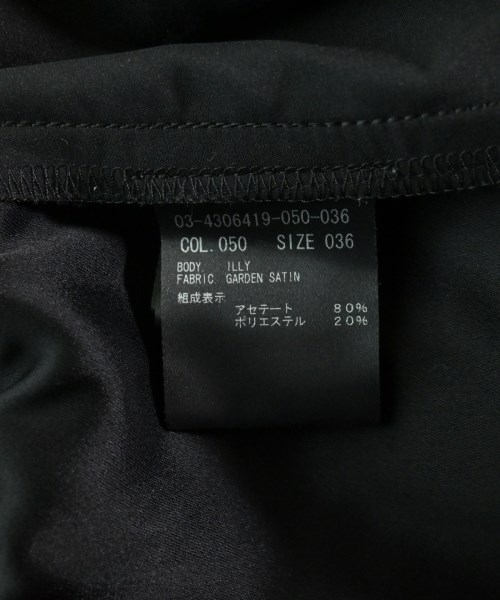 03-4306419-050-036
COL.050 SIZE 036
BODY. ILLY
FABRIC. GARDEN SATIN
組成表示
アセテート 80%
ポリエステル 20%